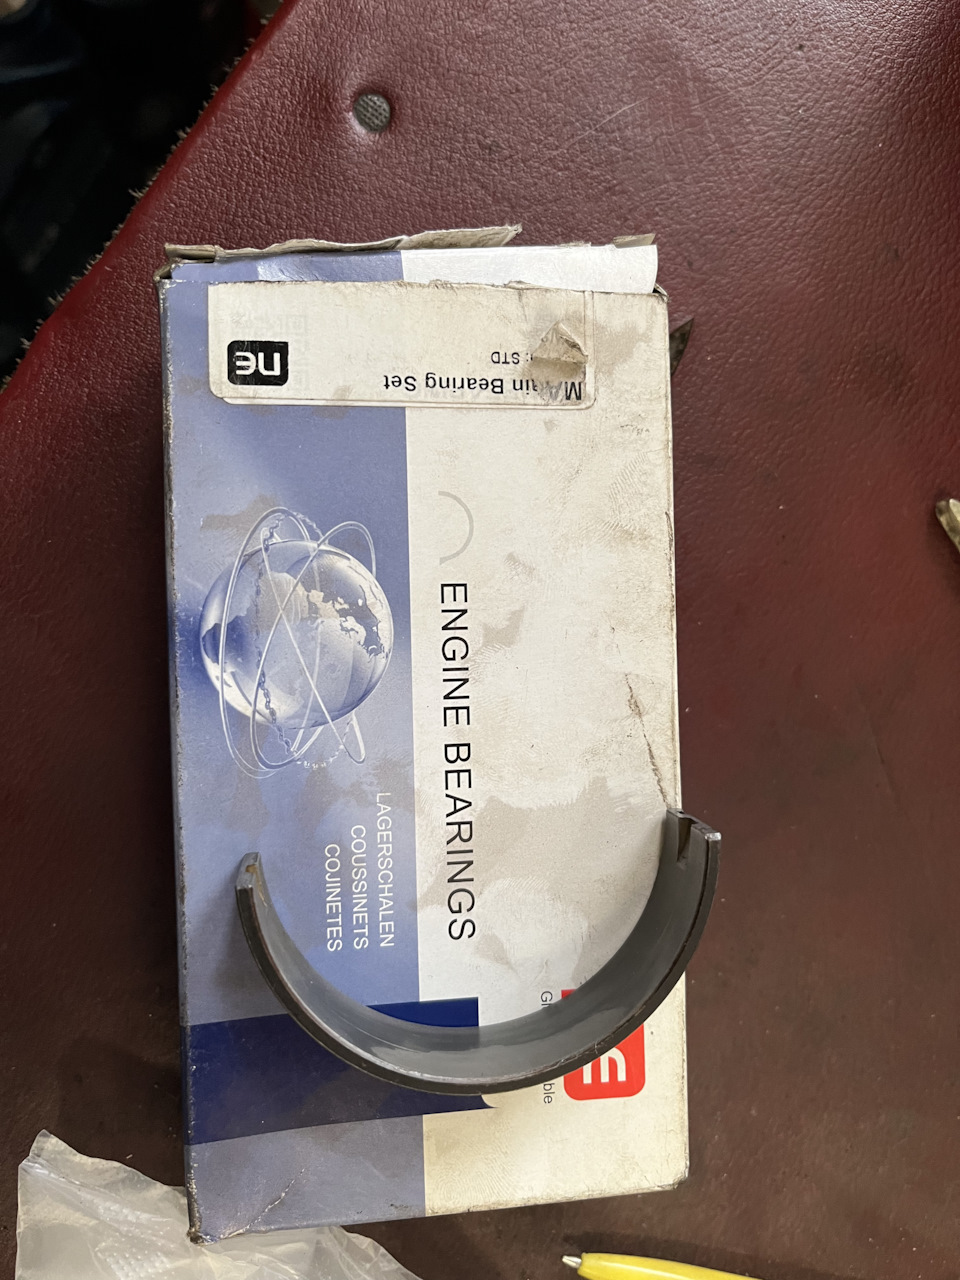 Main Bearing Set
: STD
ne
ENGINE BEARINGS
LAGERSCHALEN
COUSSINETS
COJINETES